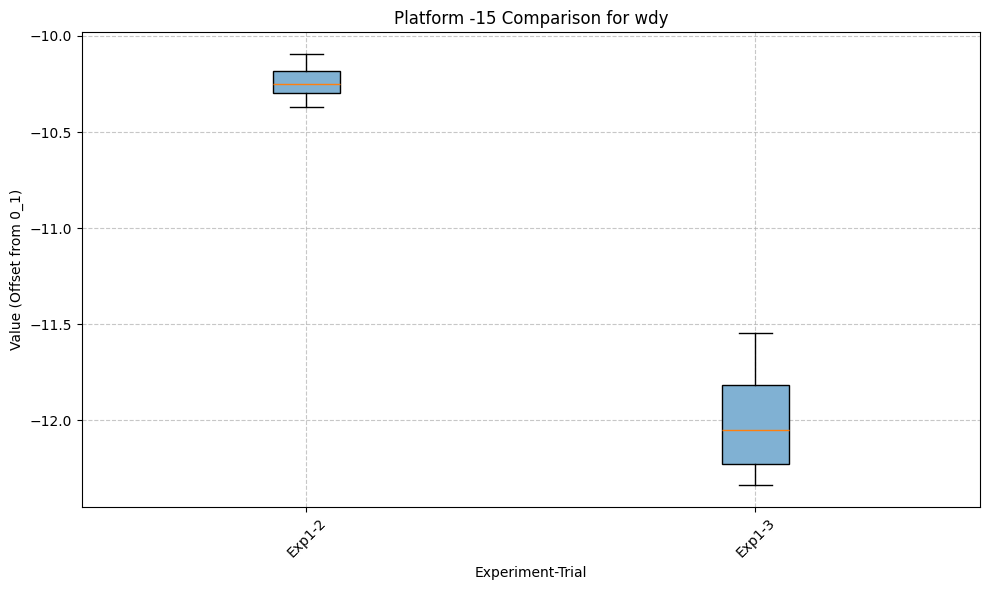 Platform -15 Comparison for wdy
Value (Offset from 0_1)
−10.0
−10.5
−11.0
−11.5
−12.0
Exp1-2
Exp1-3
Experiment-Trial